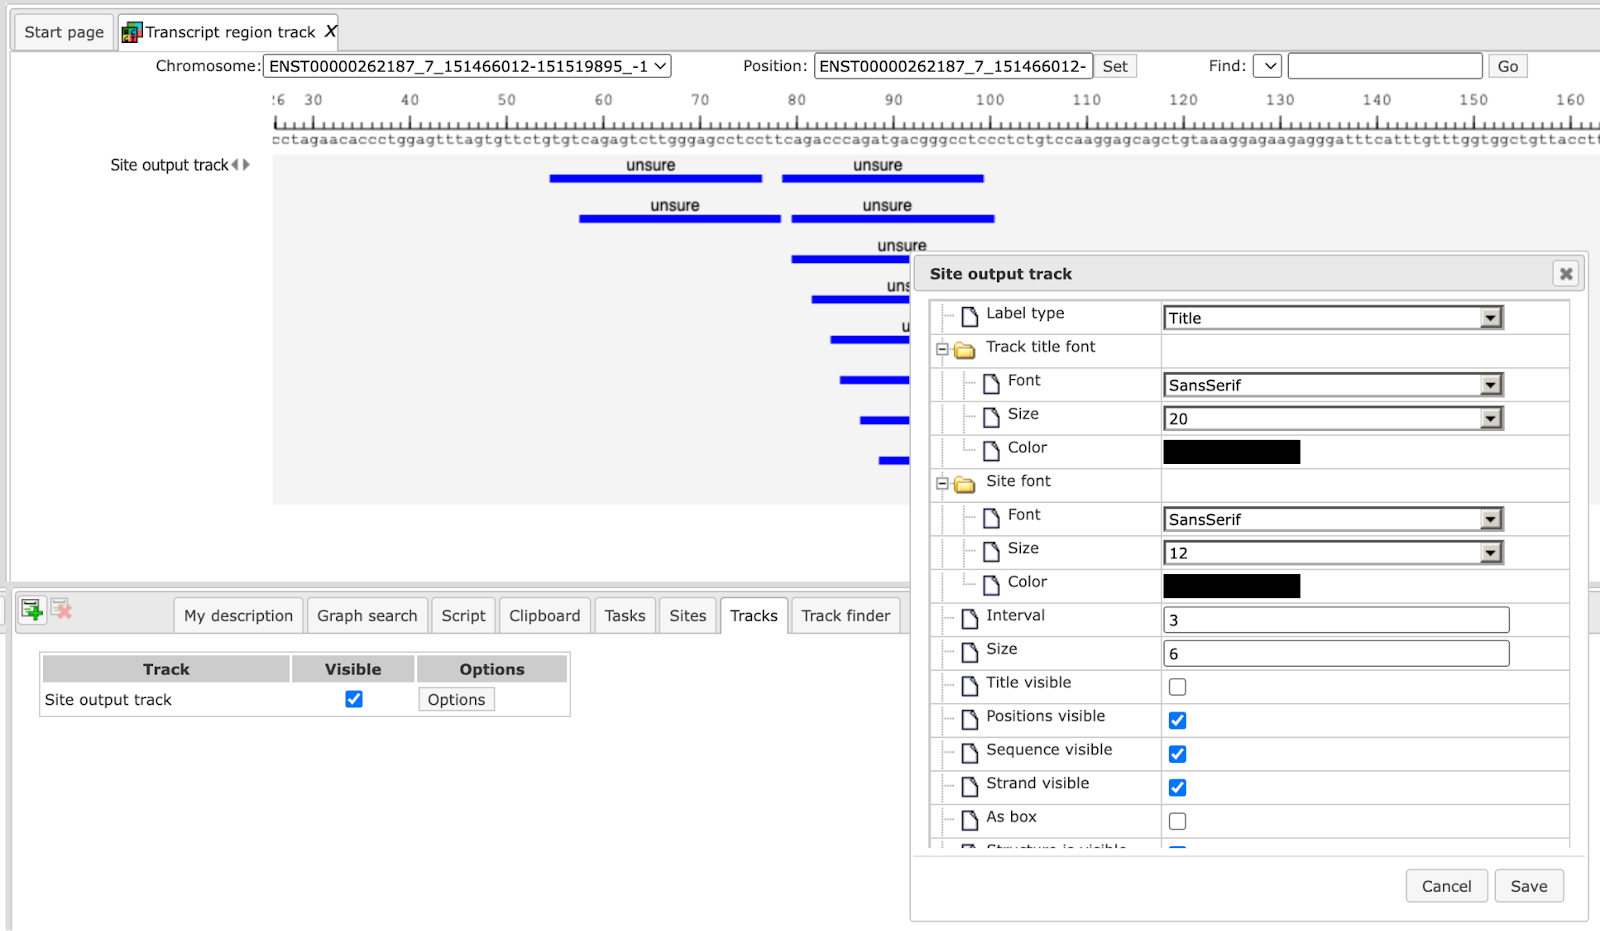 Start page
Transcript region track X
Chromosome: ENST00000262187_7_151466012-151519895_-1
Position: ENST00000262187_7_151466012- Set
Find: Go
26 30 40 50 60 70 80 90 100 110 120 130 140 150 160
cctagaacaccctggagtttagtgttctgtgtcagagtcttgggagcctccttcagacccagatgacgggcctccctctgtccaaggagcagctgtaaaggagaagagggatttcatttgtttggtggctgttacctt
Site output track
unsure unsure
unsure unsure
unsure
uns
u
Site output track
Label type Title
Track title font
Font SansSerif
Size 20
Color
Site font
Font SansSerif
Size 12
Color
Interval 3
Size 6
Title visible
Positions visible
Sequence visible
Strand visible
As box
Structure is visible
Cancel Save
My description Graph search Script Clipboard Tasks Sites Tracks Track finder
Track Visible Options
Site output track Options